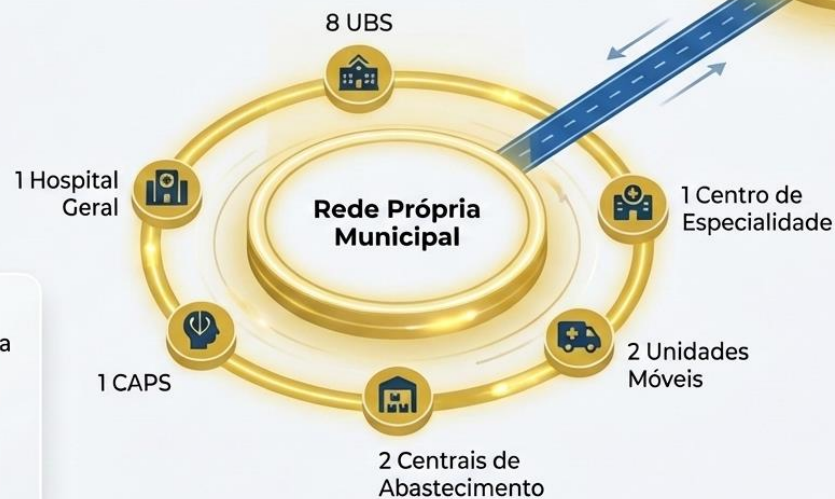 8 UBS
1 Hospital
Geral
Rede Própria
Municipal
1 Centro de
Especialidade
a
1 CAPS
2 Unidades
Móveis
2 Centrais de
Abastecimento